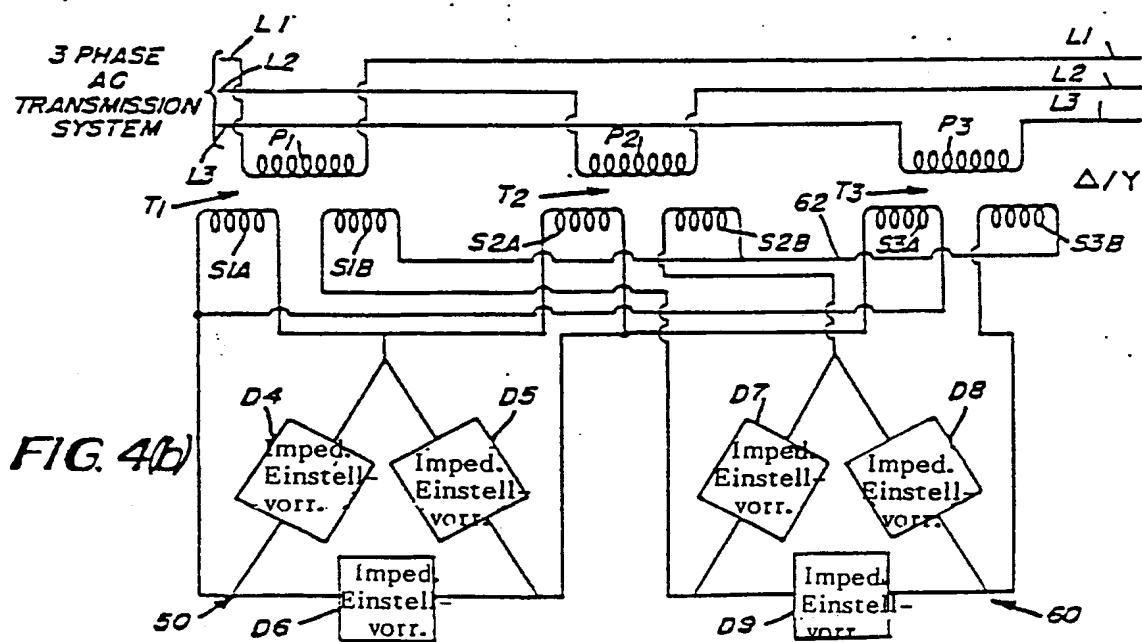 3 PHASE
AC
TRANSMISSION
SYSTEM
L1
L2
L3
L1
L2
L3
P1
P2
P3
Δ/Y
T1
T2
T3
62
S1A
S1B
S2A
S2B
S3A
S3B
D4
D5
D7
D8
Imped.
Einstell-
vorr.
Imped.
Einstell-
vorr.
Imped.
Einstell-
vorr.
Imped.
Einstell-
vorr.
FIG. 4(b)
50
D6
Imped.
Einstell-
vorr.
D9
Imped.
Einstell-
vorr.
60